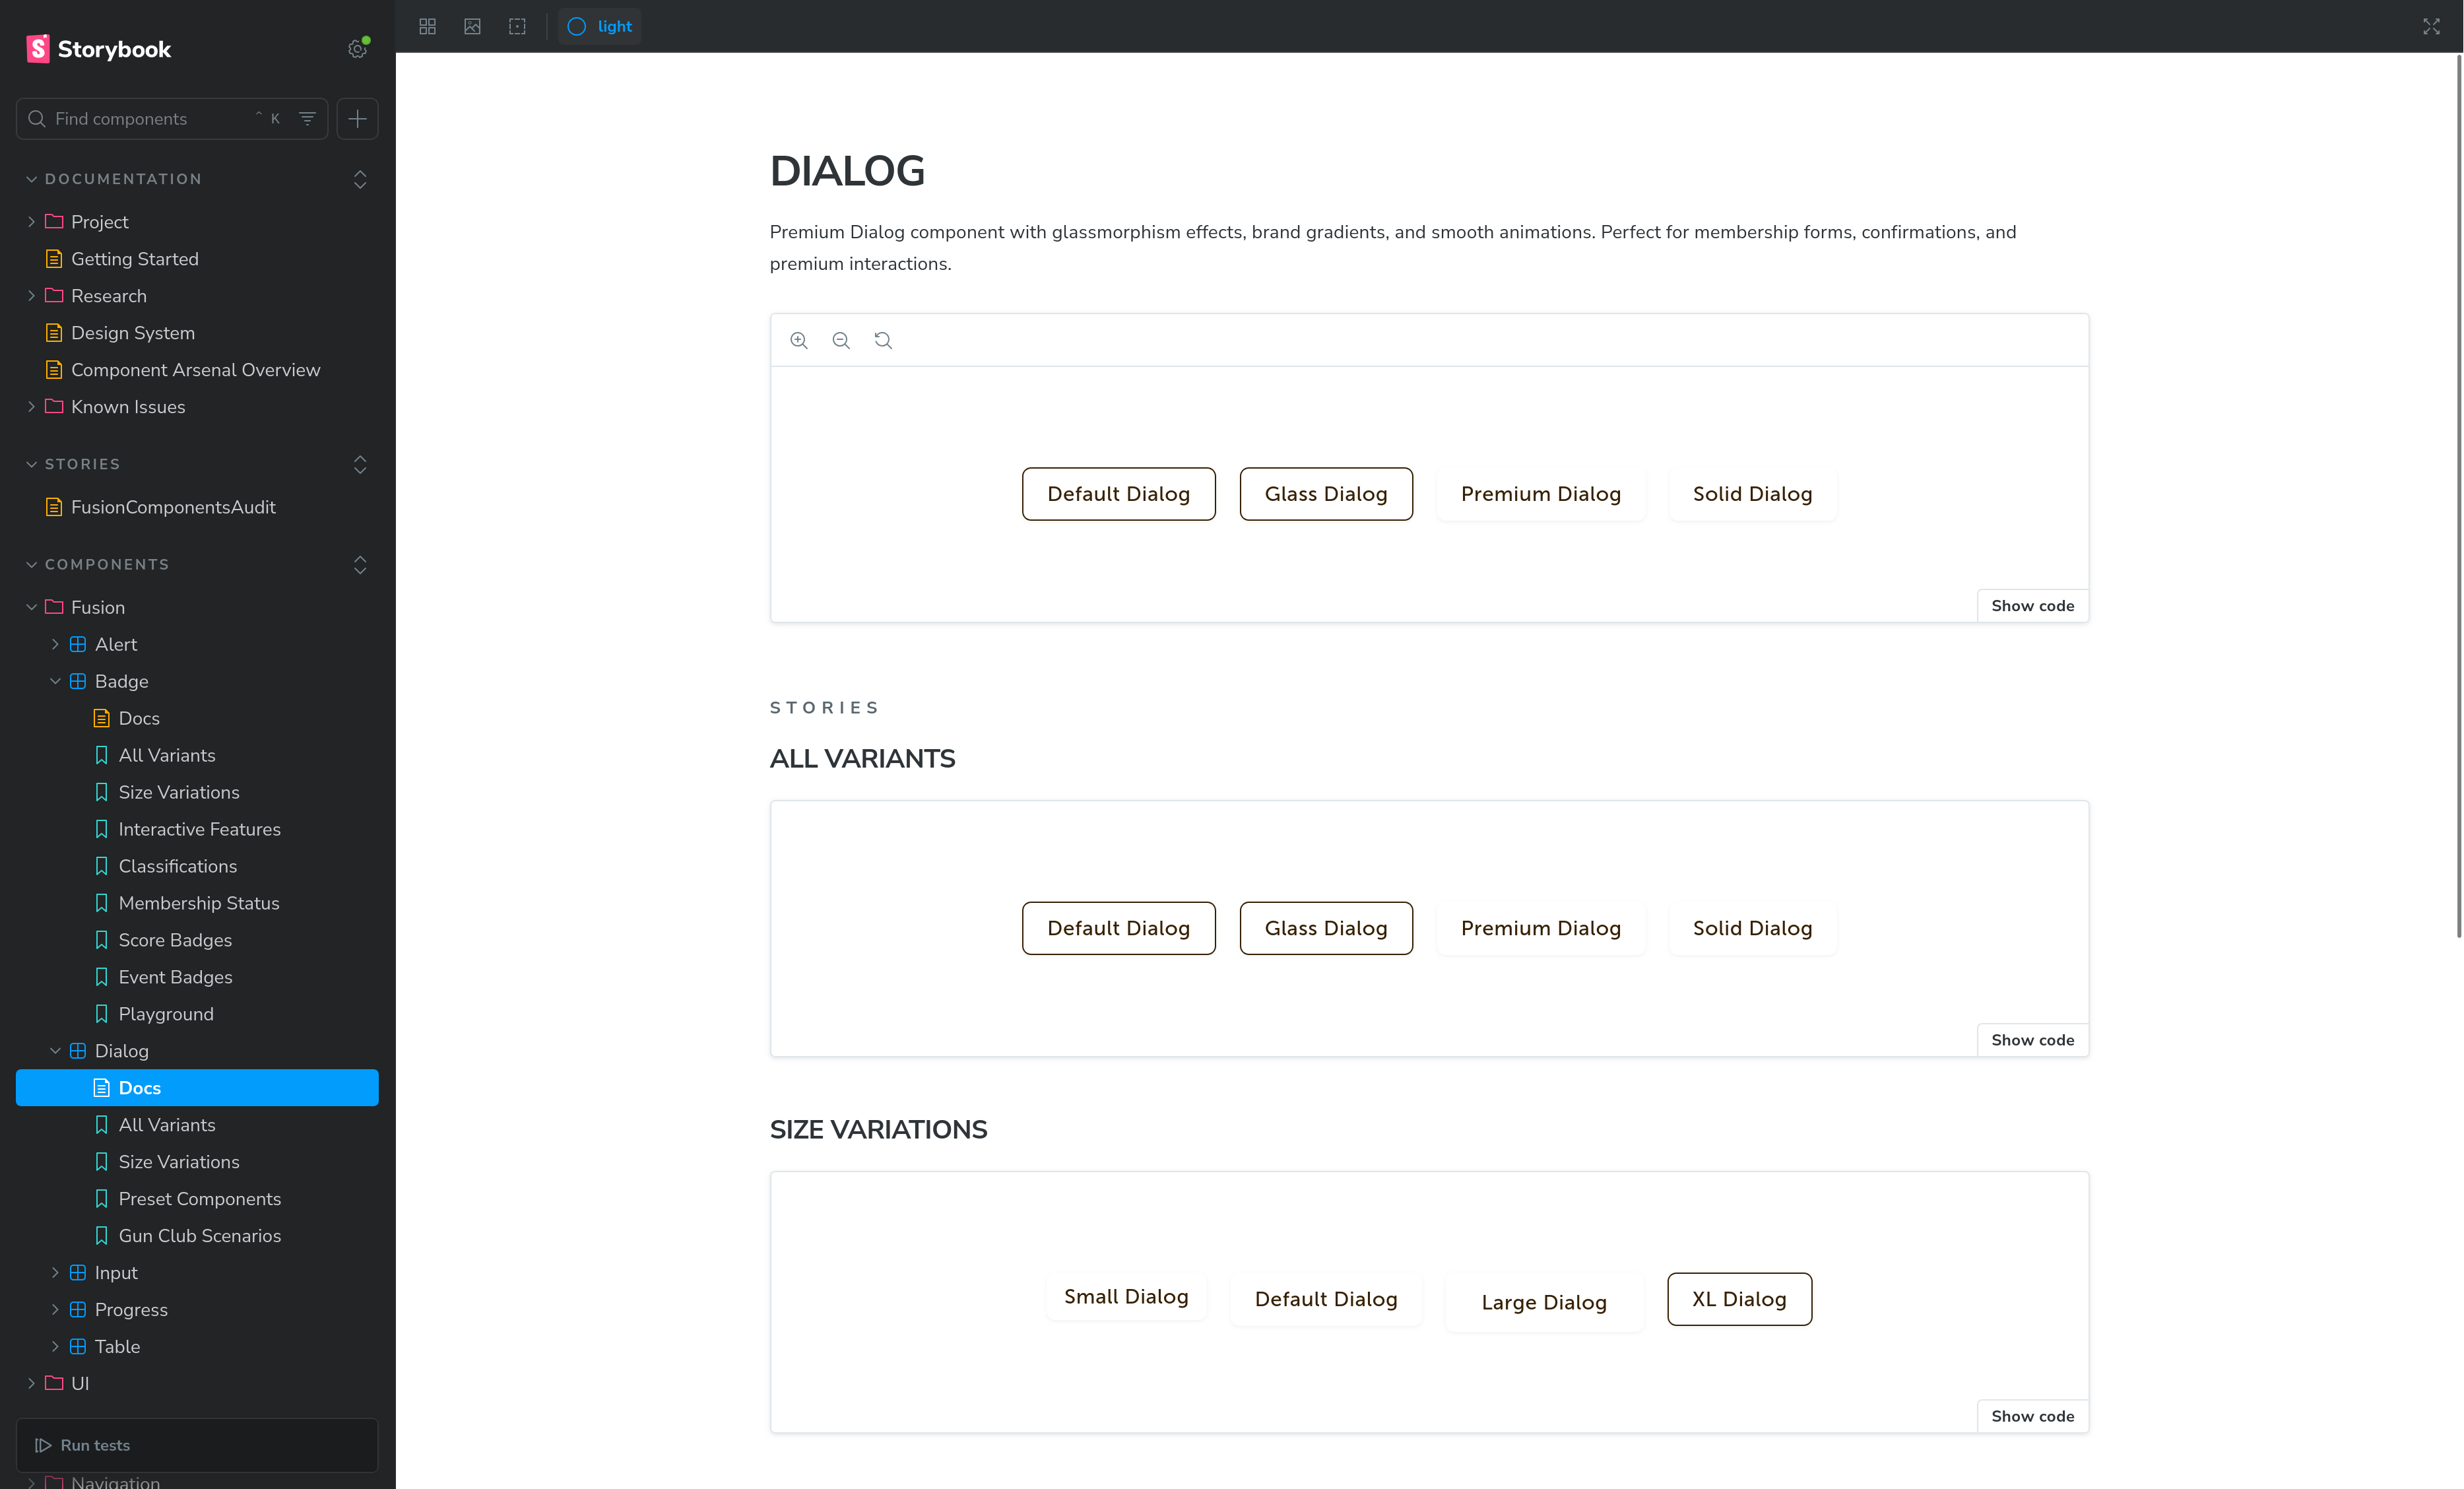 Storybook
Find components
^ K
DOCUMENTATION
Project
Getting Started
Research
Design System
Component Arsenal Overview
Known Issues
STORIES
FusionComponentsAudit
COMPONENTS
Fusion
Alert
Badge
Docs
All Variants
Size Variations
Interactive Features
Classifications
Membership Status
Score Badges
Event Badges
Playground
Dialog
Docs
All Variants
Size Variations
Preset Components
Gun Club Scenarios
Input
Progress
Table
UI
Run tests
Navigation
light
DIALOG
Premium Dialog component with glassmorphism effects, brand gradients, and smooth animations. Perfect for membership forms, confirmations, and
premium interactions.
Default Dialog
Glass Dialog
Premium Dialog
Solid Dialog
Show code
STORIES
ALL VARIANTS
Default Dialog
Glass Dialog
Premium Dialog
Solid Dialog
Show code
SIZE VARIATIONS
Small Dialog
Default Dialog
Large Dialog
XL Dialog
Show code